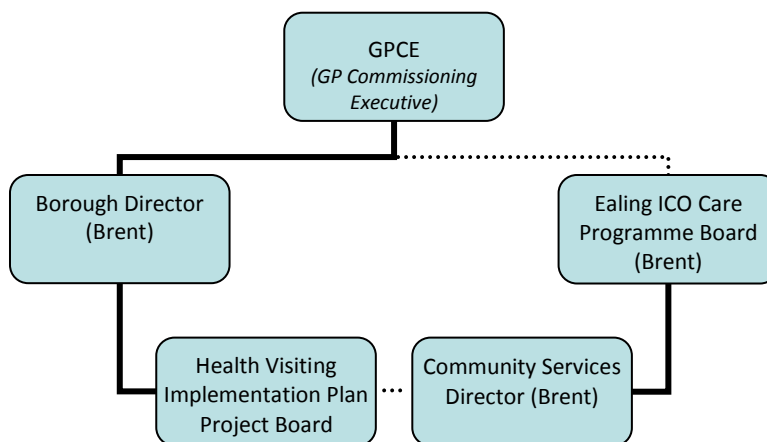 GPCE
(GP Commissioning
Executive)
Borough Director
(Brent)
Ealing ICO Care
Programme Board
(Brent)
Health Visiting
Implementation Plan
Project Board
Community Services
Director (Brent)